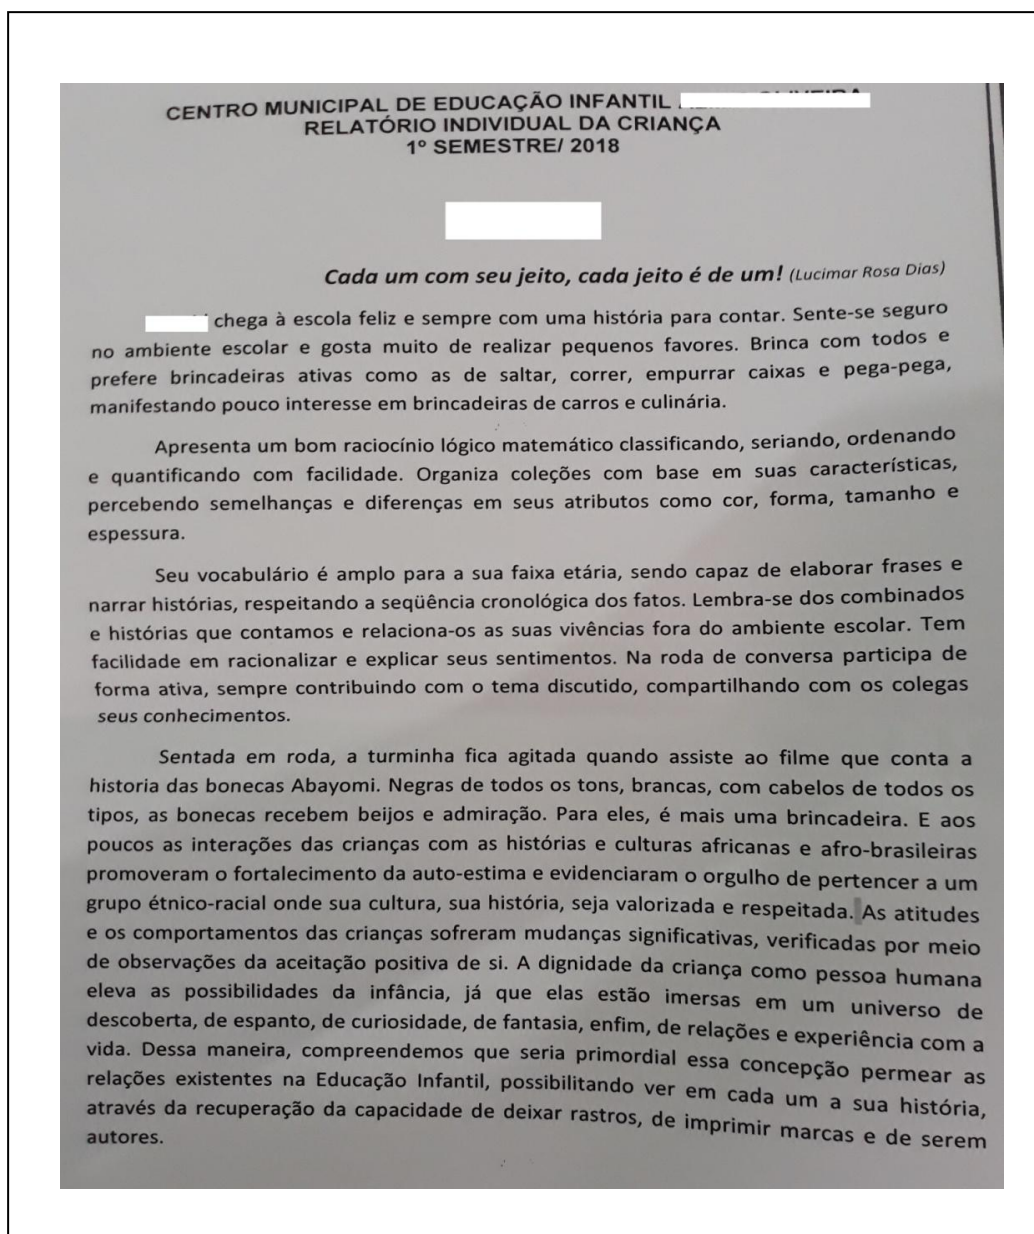 CENTRO MUNICIPAL DE EDUCAÇÃO INFANTIL
RELATÓRIO INDIVIDUAL DA CRIANÇA
1º SEMESTRE/ 2018
Cada um com seu jeito, cada jeito é de um! (Lucimar Rosa Dias)
chega à escola feliz e sempre com uma história para contar. Sente-se seguro
no ambiente escolar e gosta muito de realizar pequenos favores. Brinca com todos e
prefere brincadeiras ativas como as de saltar, correr, empurrar caixas e pega-pega,
manifestando pouco interesse em brincadeiras de carros e culinária.
Apresenta um bom raciocínio lógico matemático classificando, seriando, ordenando
e quantificando com facilidade. Organiza coleções com base em suas características,
percebendo semelhanças e diferenças em seus atributos como cor, forma, tamanho e
espessura.
Seu vocabulário é amplo para a sua faixa etária, sendo capaz de elaborar frases e
narrar histórias, respeitando a seqüência cronológica dos fatos. Lembra-se dos combinados
e histórias que contamos e relaciona-os as suas vivências fora do ambiente escolar. Tem
facilidade em racionalizar e explicar seus sentimentos. Na roda de conversa participa de
forma ativa, sempre contribuindo com o tema discutido, compartilhando com os colegas
seus conhecimentos.
Sentada em roda, a turminha fica agitada quando assiste ao filme que conta a
historia das bonecas Abayomi. Negras de todos os tons, brancas, com cabelos de todos os
tipos, as bonecas recebem beijos e admiração. Para eles, é mais uma brincadeira. E aos
poucos as interações das crianças com as histórias e culturas africanas e afro-brasileiras
promoveram o fortalecimento da auto-estima e evidenciaram o orgulho de pertencer a um
grupo étnico-racial onde sua cultura, sua história, seja valorizada e respeitada. As atitudes
e os comportamentos das crianças sofreram mudanças significativas, verificadas por meio
de observações da aceitação positiva de si. A dignidade da criança como pessoa humana
eleva as possibilidades da infância, já que elas estão imersas em um universo de
descoberta, de espanto, de curiosidade, de fantasia, enfim, de relações e experiência com a
vida. Dessa maneira, compreendemos que seria primordial essa concepção permear as
relações existentes na Educação Infantil, possibilitando ver em cada um a sua história,
através da recuperação da capacidade de deixar rastros, de imprimir marcas e de serem
autores.